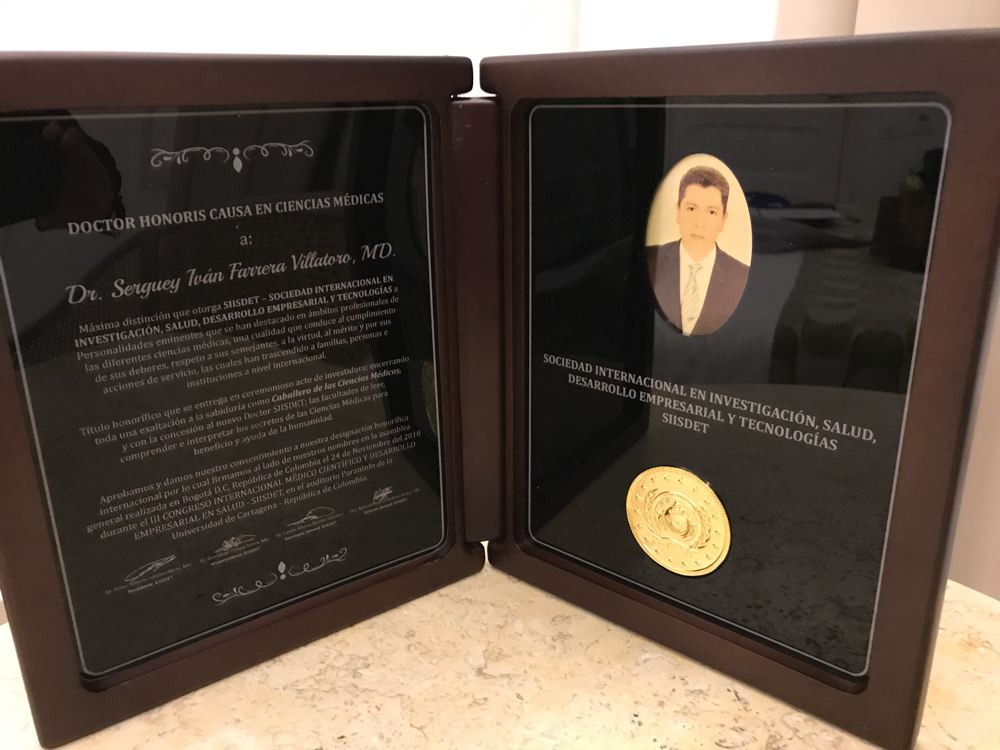 DOCTOR HONORIS CAUSA EN CIENCIAS MÉDICAS
a:
Dr. Serguey Iván Farrera Villatoro, MD.
Máxima distinción que otorga SIISDET – SOCIEDAD INTERNACIONAL EN
INVESTIGACIÓN, SALUD, DESARROLLO EMPRESARIAL Y TECNOLOGÍAS a
Personalidades eminentes que se han destacado en ámbitos profesionales de
las diferentes ciencias médicas, una cualidad que conduce al cumplimiento
de sus deberes, respeto a sus semejantes, a la virtud, al mérito y por sus
acciones de servicio, las cuales han trascendido a familias, personas e
instituciones a nivel internacional.
Título honorífico que se entrega en ceremonioso acto de investidura; encerrando
toda una exaltación a la sabiduría como Caballero de las Ciencias Médicas,
y con la concesión al nuevo Doctor SIISDET; las facultades de leer,
comprender e interpretar los secretos de las Ciencias Médicas para
beneficio y ayuda de la humanidad.
Aprobamos y damos nuestro consentimiento a nuestra designación honorífica
internacional por lo cual firmamos al lado de nuestros nombres en la asamblea
general realizada en Bogotá D.C. República de Colombia el 24 de Noviembre del 2018
durante el III CONGRESO INTERNACIONAL MÉDICO CIENTÍFICO Y DESARROLLO
EMPRESARIAL EN SALUD – SIISDET, en el auditorio Paraninfo de la
Universidad de Cartagena - República de Colombia.
SOCIEDAD INTERNACIONAL EN INVESTIGACIÓN, SALUD,
DESARROLLO EMPRESARIAL Y TECNOLOGÍAS
SIISDET